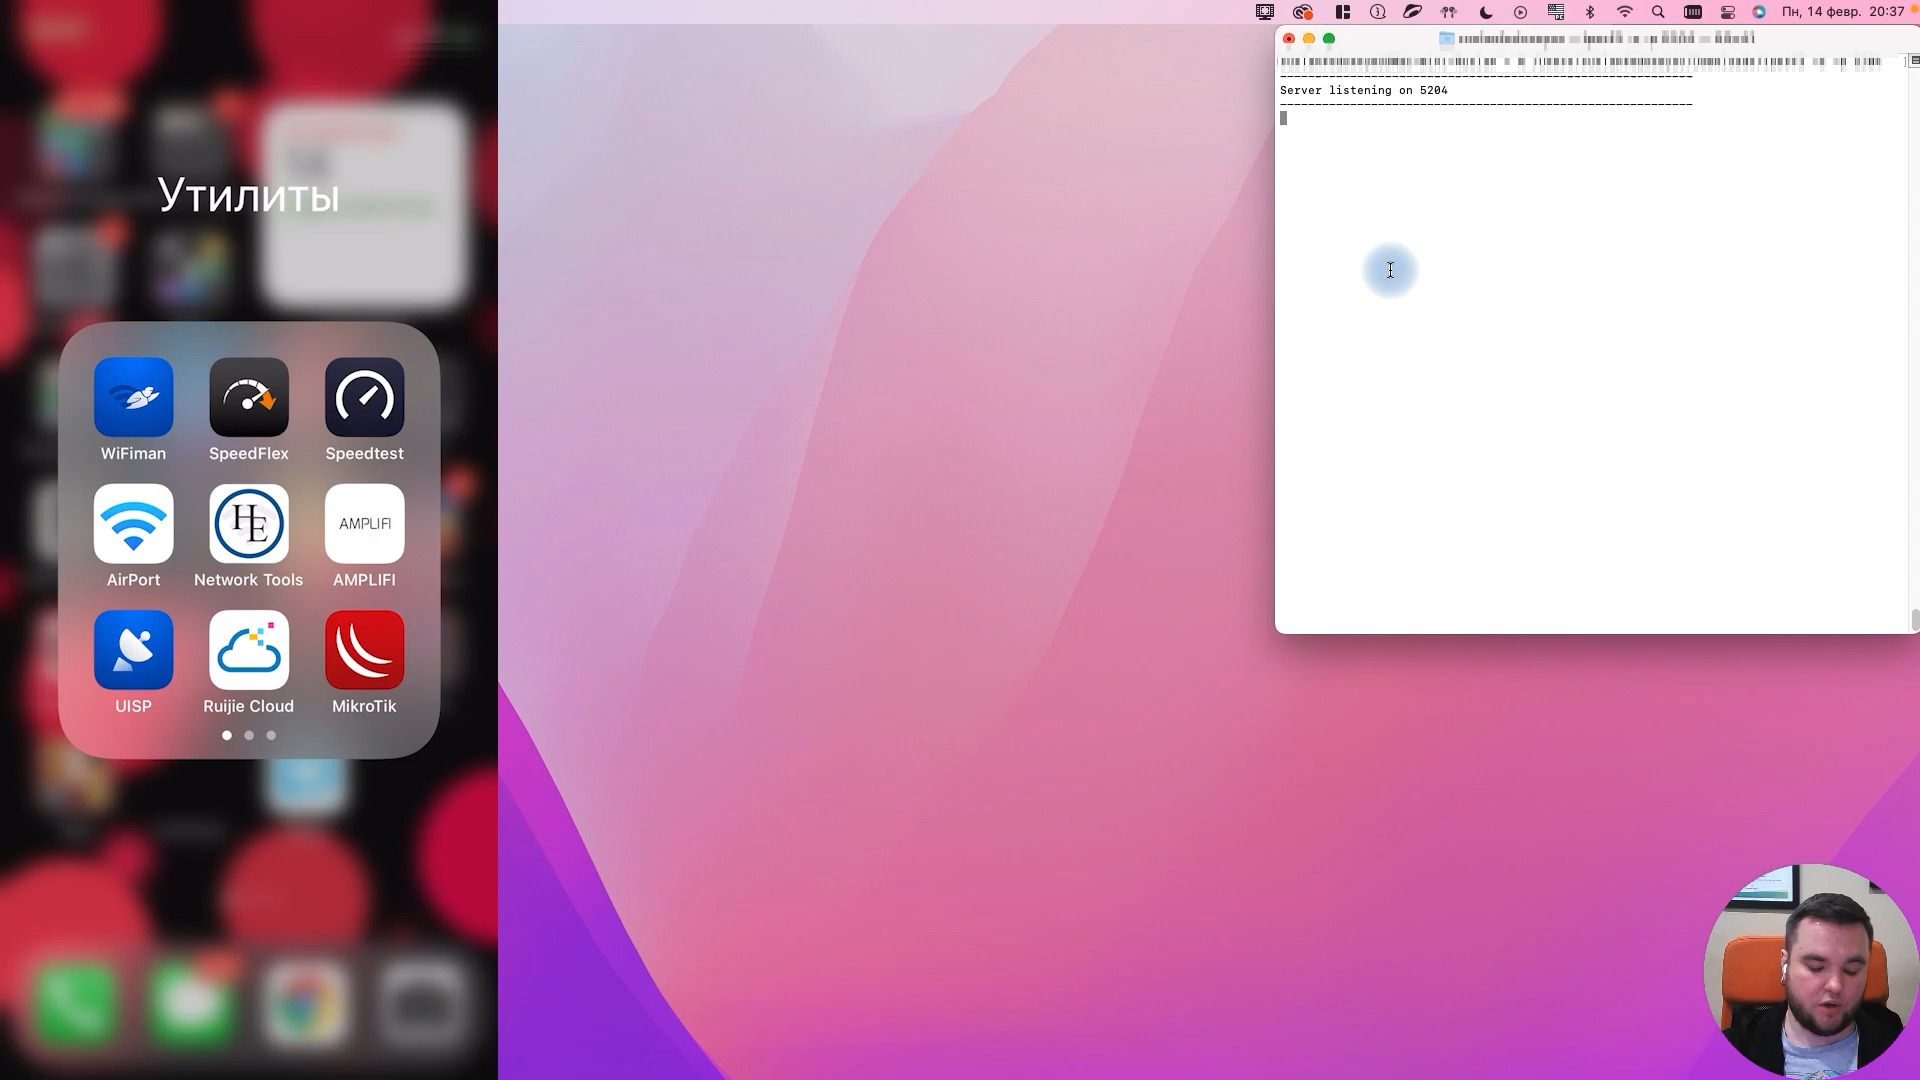 Утилиты
WiFiman
SpeedFlex
Speedtest
AMPLIFI
HE
AirPort
Network Tools
AMPLIFI
UISP
Ruijie Cloud
MikroTik
Пн, 14 февр. 20:37
Server listening on 5204